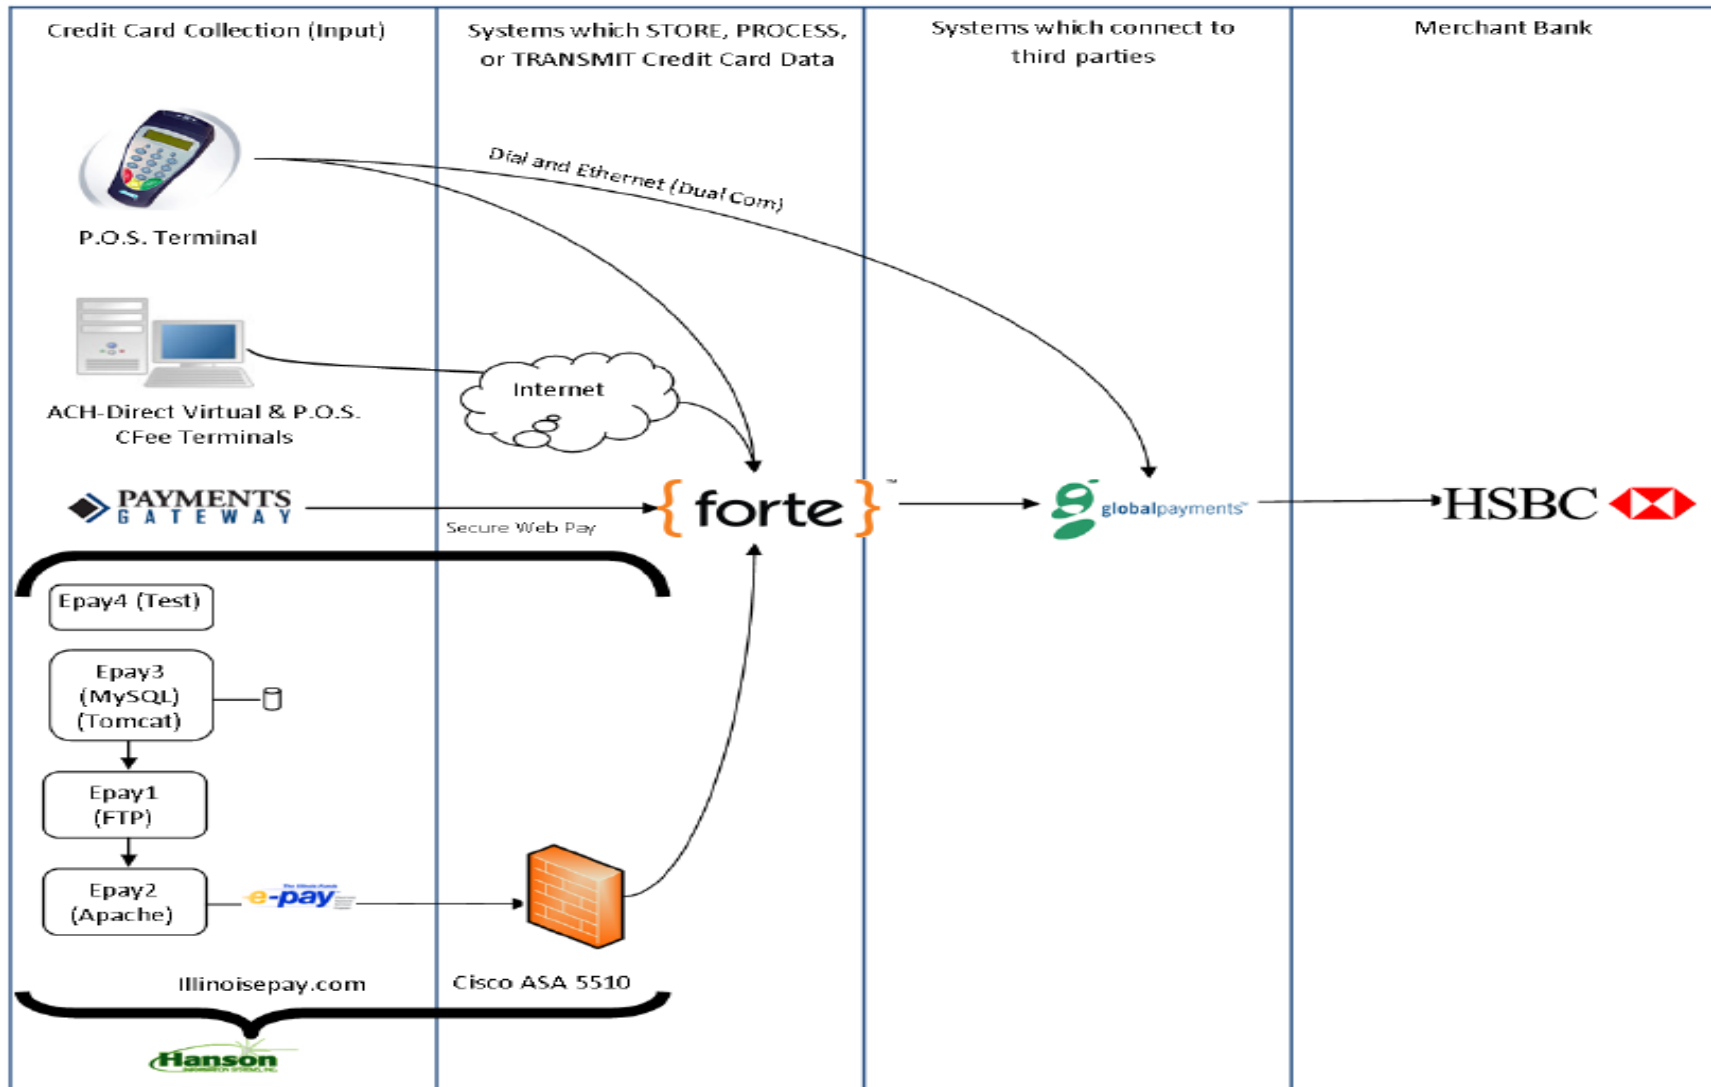 Credit Card Collection (Input)
Systems which STORE, PROCESS,
or TRANSMIT Credit Card Data
Systems which connect to
third parties
Merchant Bank
Dial and Ethernet (Dual Com)
P.O.S. Terminal
Internet
ACH-Direct Virtual & P.O.S.
CFee Terminals
PAYMENTS
GATEWAY
Secure Web Pay
{ forte }
globalpayments
HSBC
Epay4 (Test)
Epay3
(MySQL)
(Tomcat)
Epay1
(FTP)
Epay2
(Apache)
e-pay
Illinoisepay.com
Cisco ASA 5510
Hanson